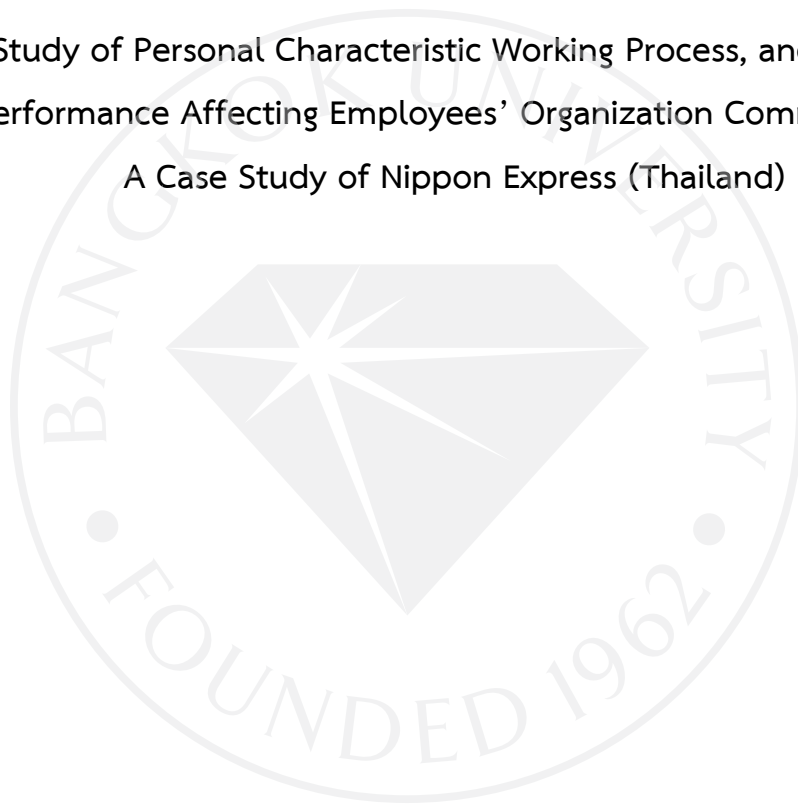 Study of Personal Characteristic Working Process, an
erformance Affecting Employees’ Organization Com
A Case Study of Nippon Express (Thailand)
BANGKOK UNIVERSITY
FOUNDED 1962